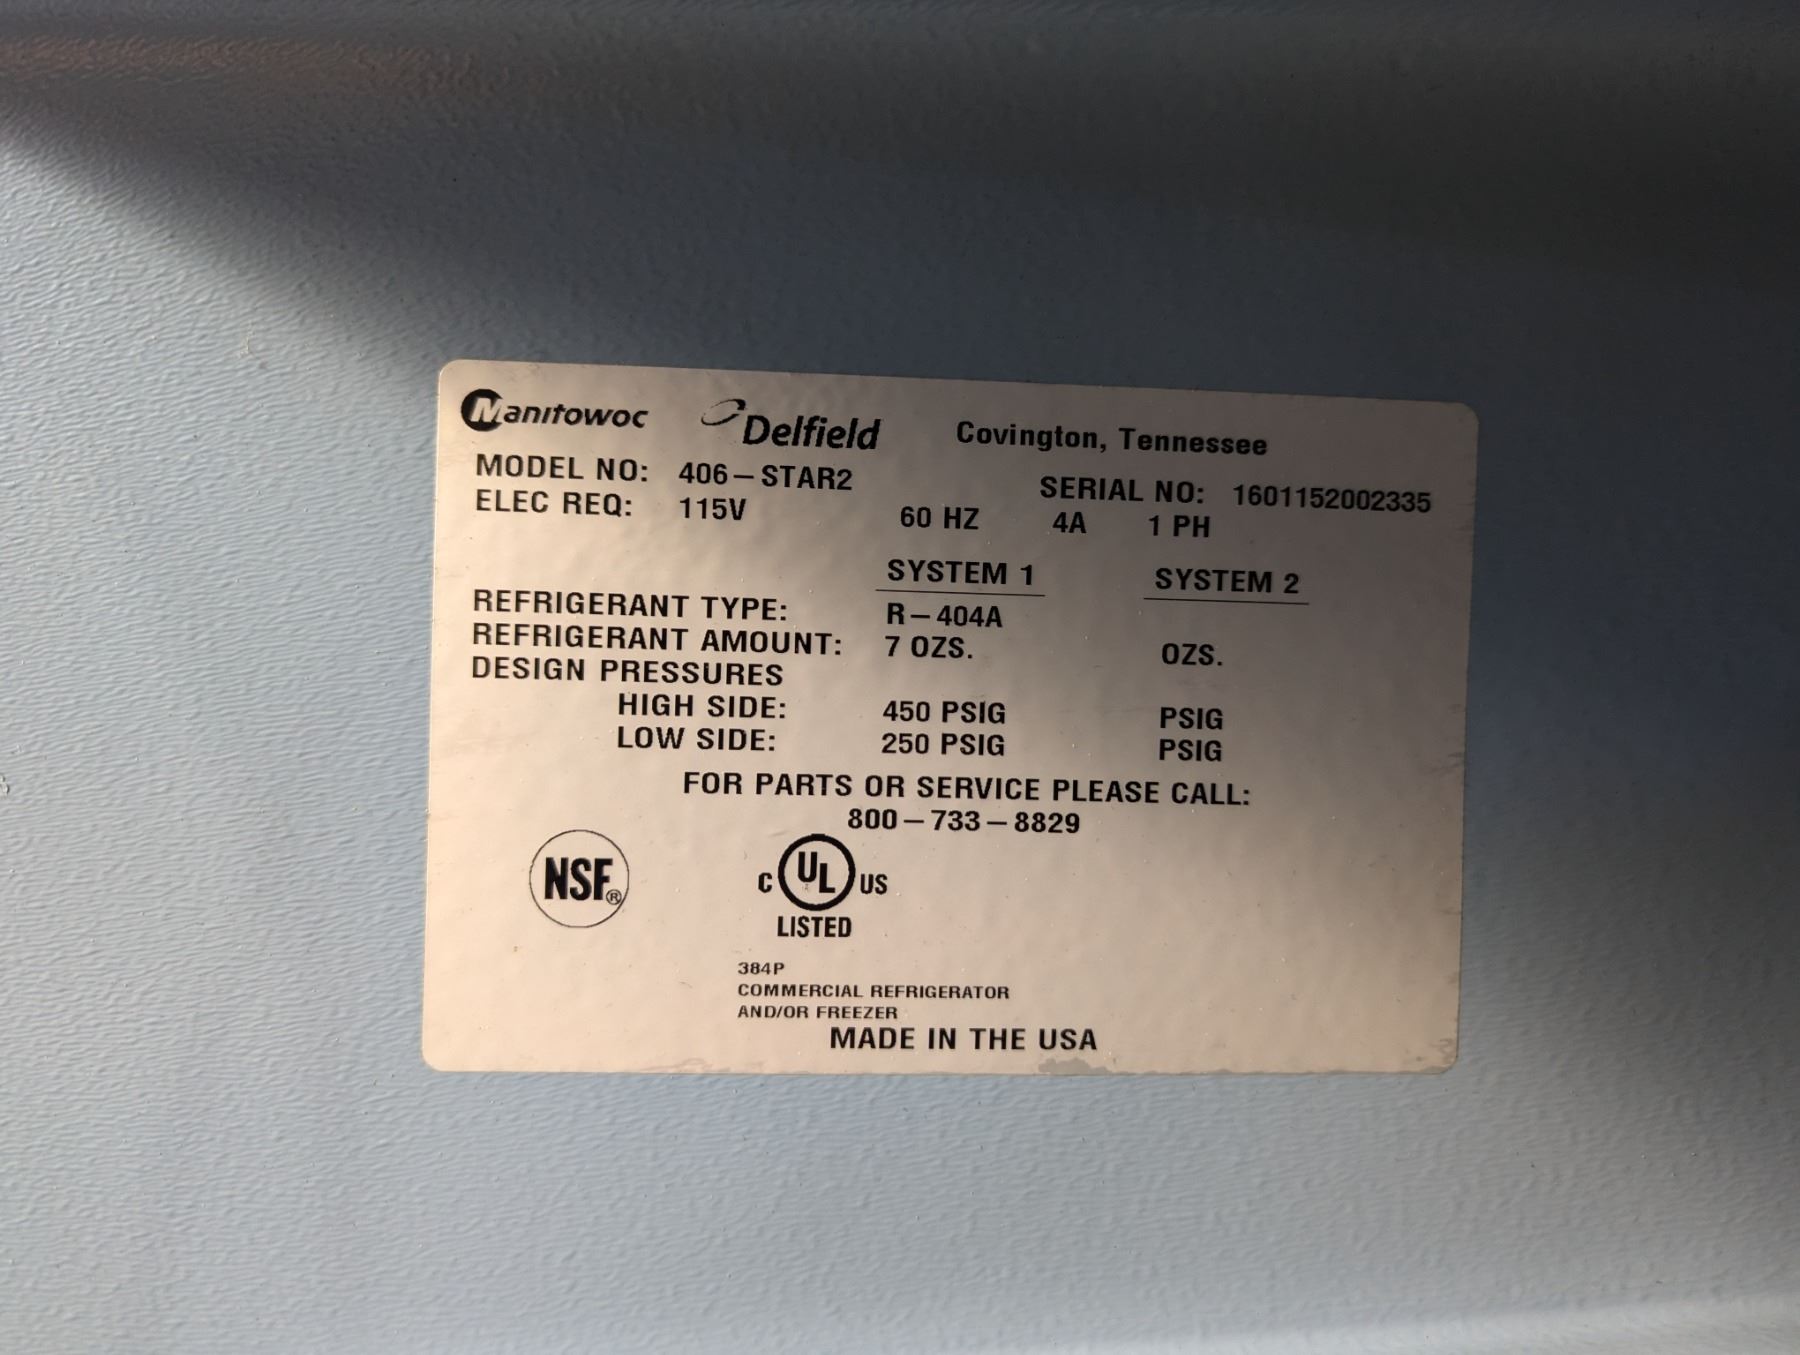 Manitowoc Delfield Covington, Tennessee
MODEL NO: 406-STAR2 SERIAL NO: 1601152002335
ELEC REQ: 115V 60 HZ 4A 1 PH
SYSTEM 1 SYSTEM 2
REFRIGERANT TYPE: R-404A
REFRIGERANT AMOUNT: 7 OZS. OZS.
DESIGN PRESSURES
HIGH SIDE: 450 PSIG PSIG
LOW SIDE: 250 PSIG PSIG
FOR PARTS OR SERVICE PLEASE CALL:
800-733-8829
NSF®
C UL US
LISTED
384P
COMMERCIAL REFRIGERATOR
AND/OR FREEZER
MADE IN THE USA